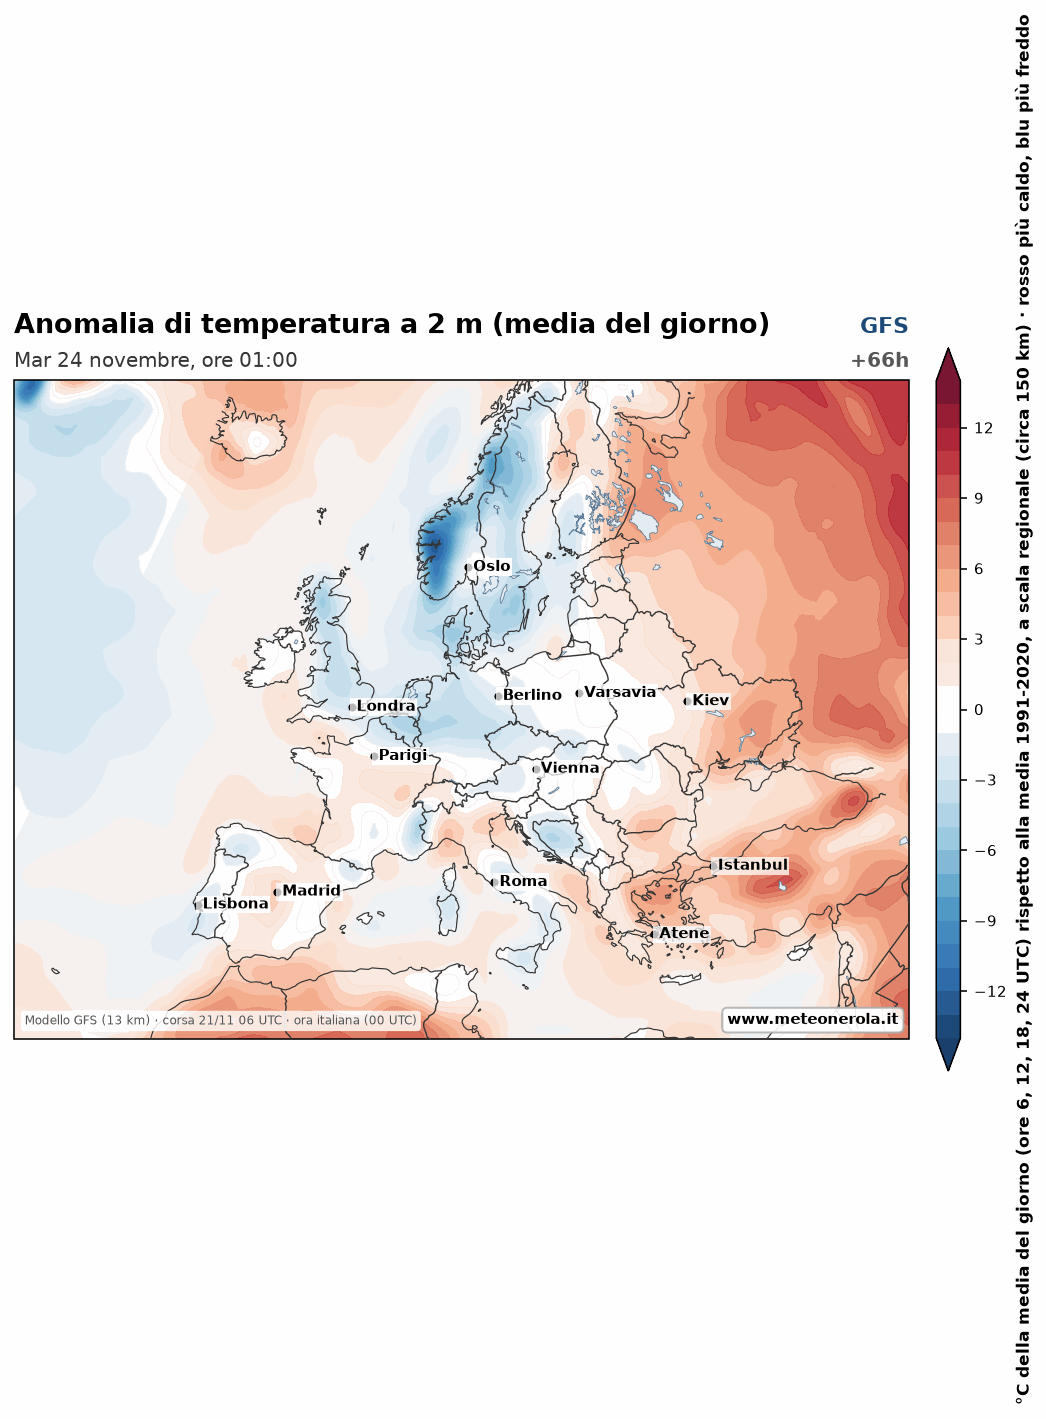 Anomalia di temperatura a 2 m (media del giorno)
GFS
Mar 24 novembre, ore 01:00
+66h
Oslo
Londra
Berlino
Varsavia
Kiev
Parigi
Vienna
Istanbul
Madrid
Roma
Lisbona
Atene
Modello GFS (13 km) · corsa 21/11 06 UTC · ora italiana (00 UTC)
www.meteonerola.it
12
9
6
3
0
−3
−6
−9
−12
°C della media del giorno (ore 6, 12, 18, 24 UTC) rispetto alla media 1991-2020, a scala regionale (circa 150 km) · rosso più caldo, blu più freddo